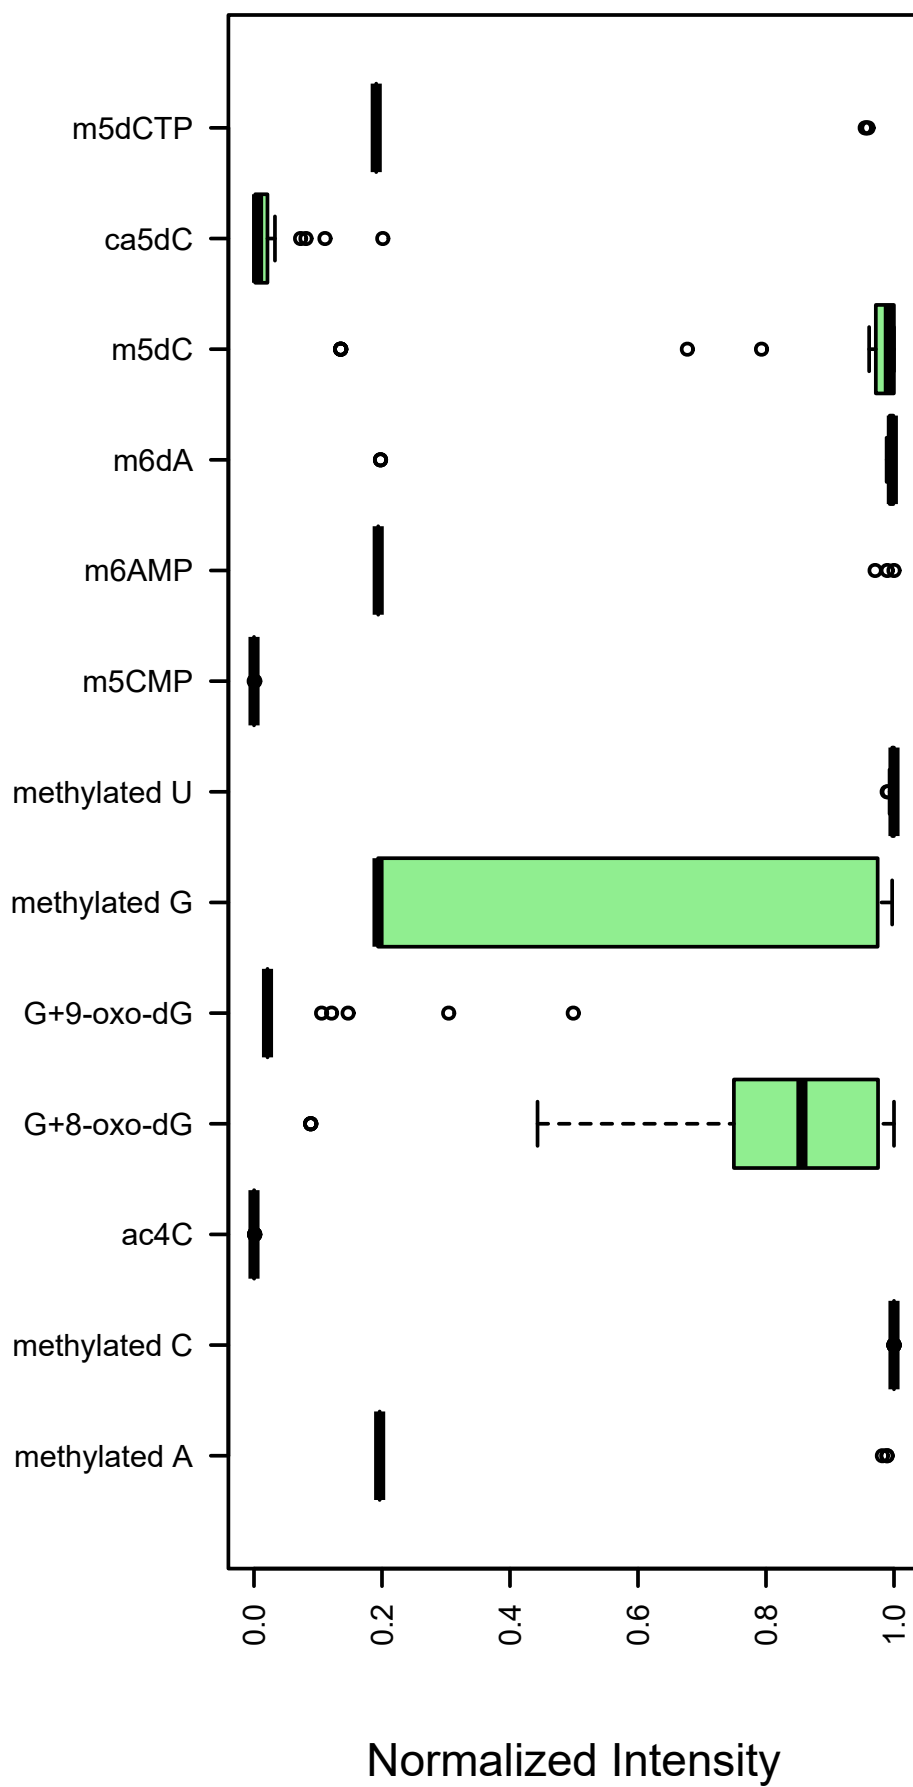 m5dCTP
ca5dC
m5dC
m6dA
m6AMP
m5CMP
methylated U
methylated G
G+9-oxo-dG
G+8-oxo-dG
ac4C
methylated C
methylated A
0.0 0.2 0.4 0.6 0.8 1.0
Normalized Intensity